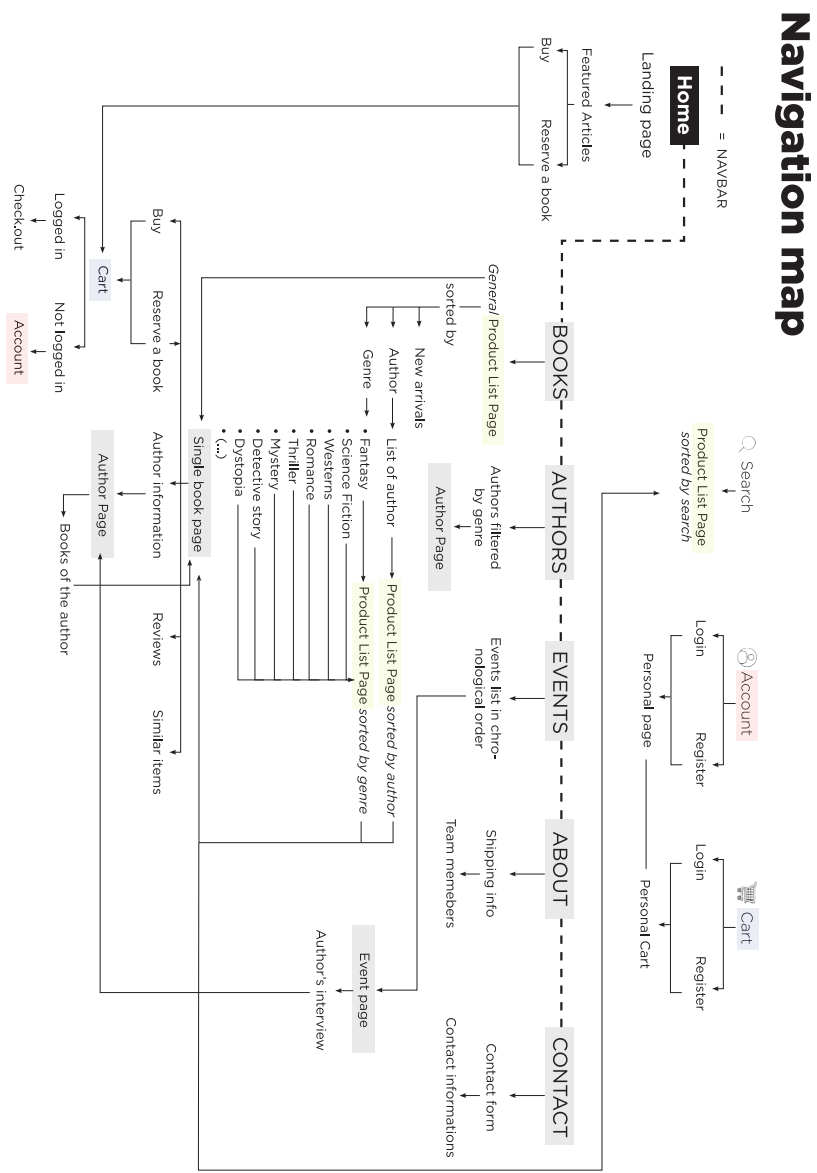 Navigation map
= NAVBAR
Home
Landing page
Featured Articles
Buy
Reserve a book
Search
Product List Page
sorted by search
Account
Login
Register
Personal page
Cart
Login
Register
Personal Cart
BOOKS
AUTHORS
EVENTS
ABOUT
CONTACT
General Product List Page
sorted by
New arrivals
Author
List of author
Product List Page sorted by author
Genre
• Fantasy
Product List Page sorted by genre
• Science Fiction
• Westerns
• Romance
• Thriller
• Mystery
• Detective story
• Dystopia
• (...)
Authors filtered
by genre
Author Page
Events list in chro-
nological order
Event page
Author's interview
Shipping info
Team memebers
Contact form
Contact informations
Single book page
Buy
Reserve a book
Author information
Reviews
Similar items
Cart
Author Page
Logged in
Not logged in
Books of the author
Check.out
Account